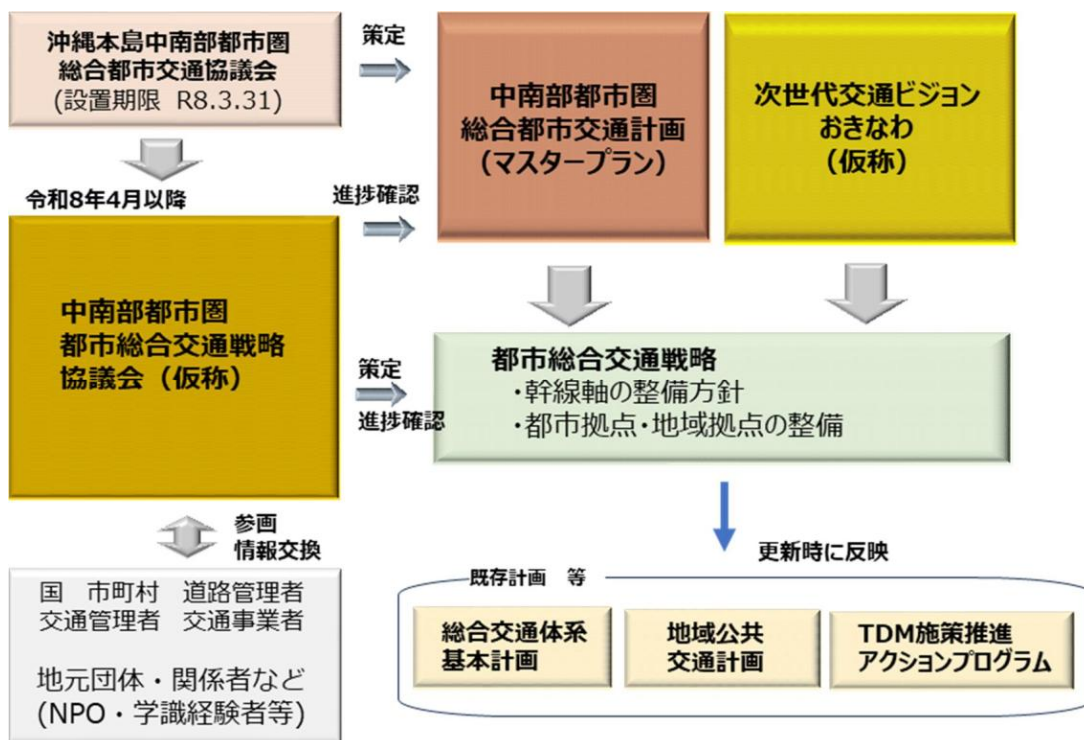 沖縄本島中南部都市圏
総合都市交通協議会
(設置期限 R8.3.31)
策定
中南部都市圏
総合都市交通計画
(マスタープラン)
次世代交通ビジョン
おきなわ
(仮称)
令和8年4月以降
進捗確認
中南部都市圏
都市総合交通戦略
協議会（仮称）
策定
進捗確認
都市総合交通戦略
・幹線軸の整備方針
・都市拠点・地域拠点の整備
参画
情報交換
更新時に反映
国　市町村　道路管理者
交通管理者　交通事業者
地元団体・関係者など
(NPO・学識経験者等)
既存計画　等
総合交通体系
基本計画
地域公共
交通計画
TDM施策推進
アクションプログラム